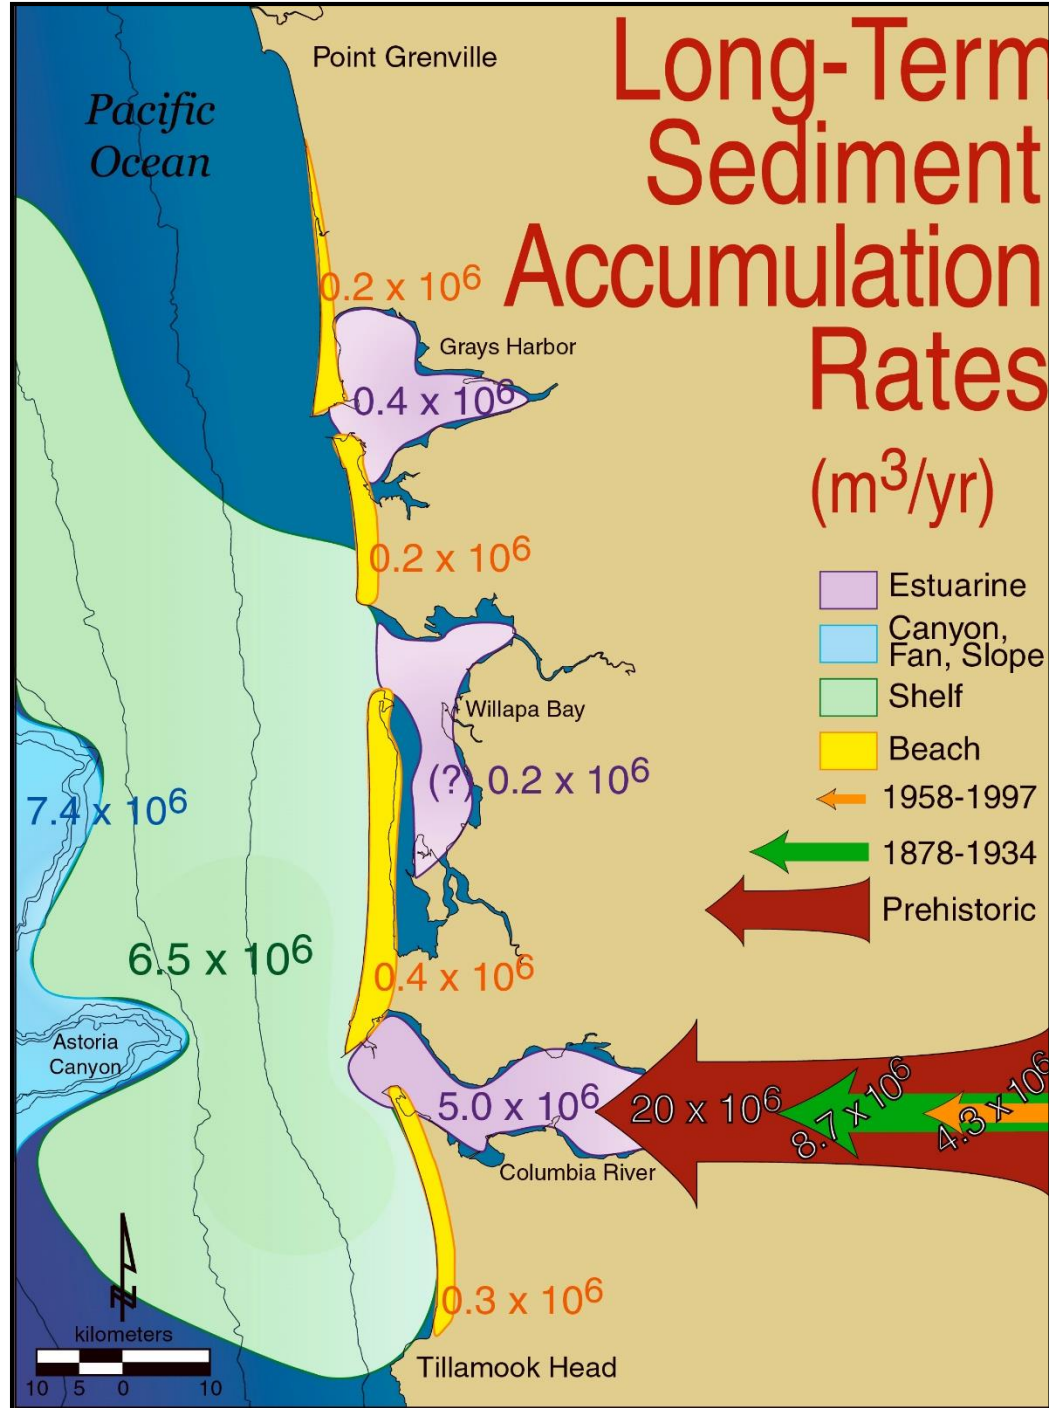 Long-Term
Sediment
Accumulation
Rates
(m³/yr)
Point Grenville
Pacific
Ocean
0.2 x 10⁶
Grays Harbor
0.4 x 10⁶
0.2 x 10⁶
Estuarine
Canyon,
Fan, Slope
Shelf
Beach
1958-1997
1878-1934
Prehistoric
Willapa Bay
(?) 0.2 x 10⁶
7.4 x 10⁶
6.5 x 10⁶
0.4 x 10⁶
Astoria
Canyon
5.0 x 10⁶
20 x 10⁶
8.7 x 10⁶
4.3 x 10⁶
Columbia River
0.3 x 10⁶
N
kilometers
10 5 0 10
Tillamook Head